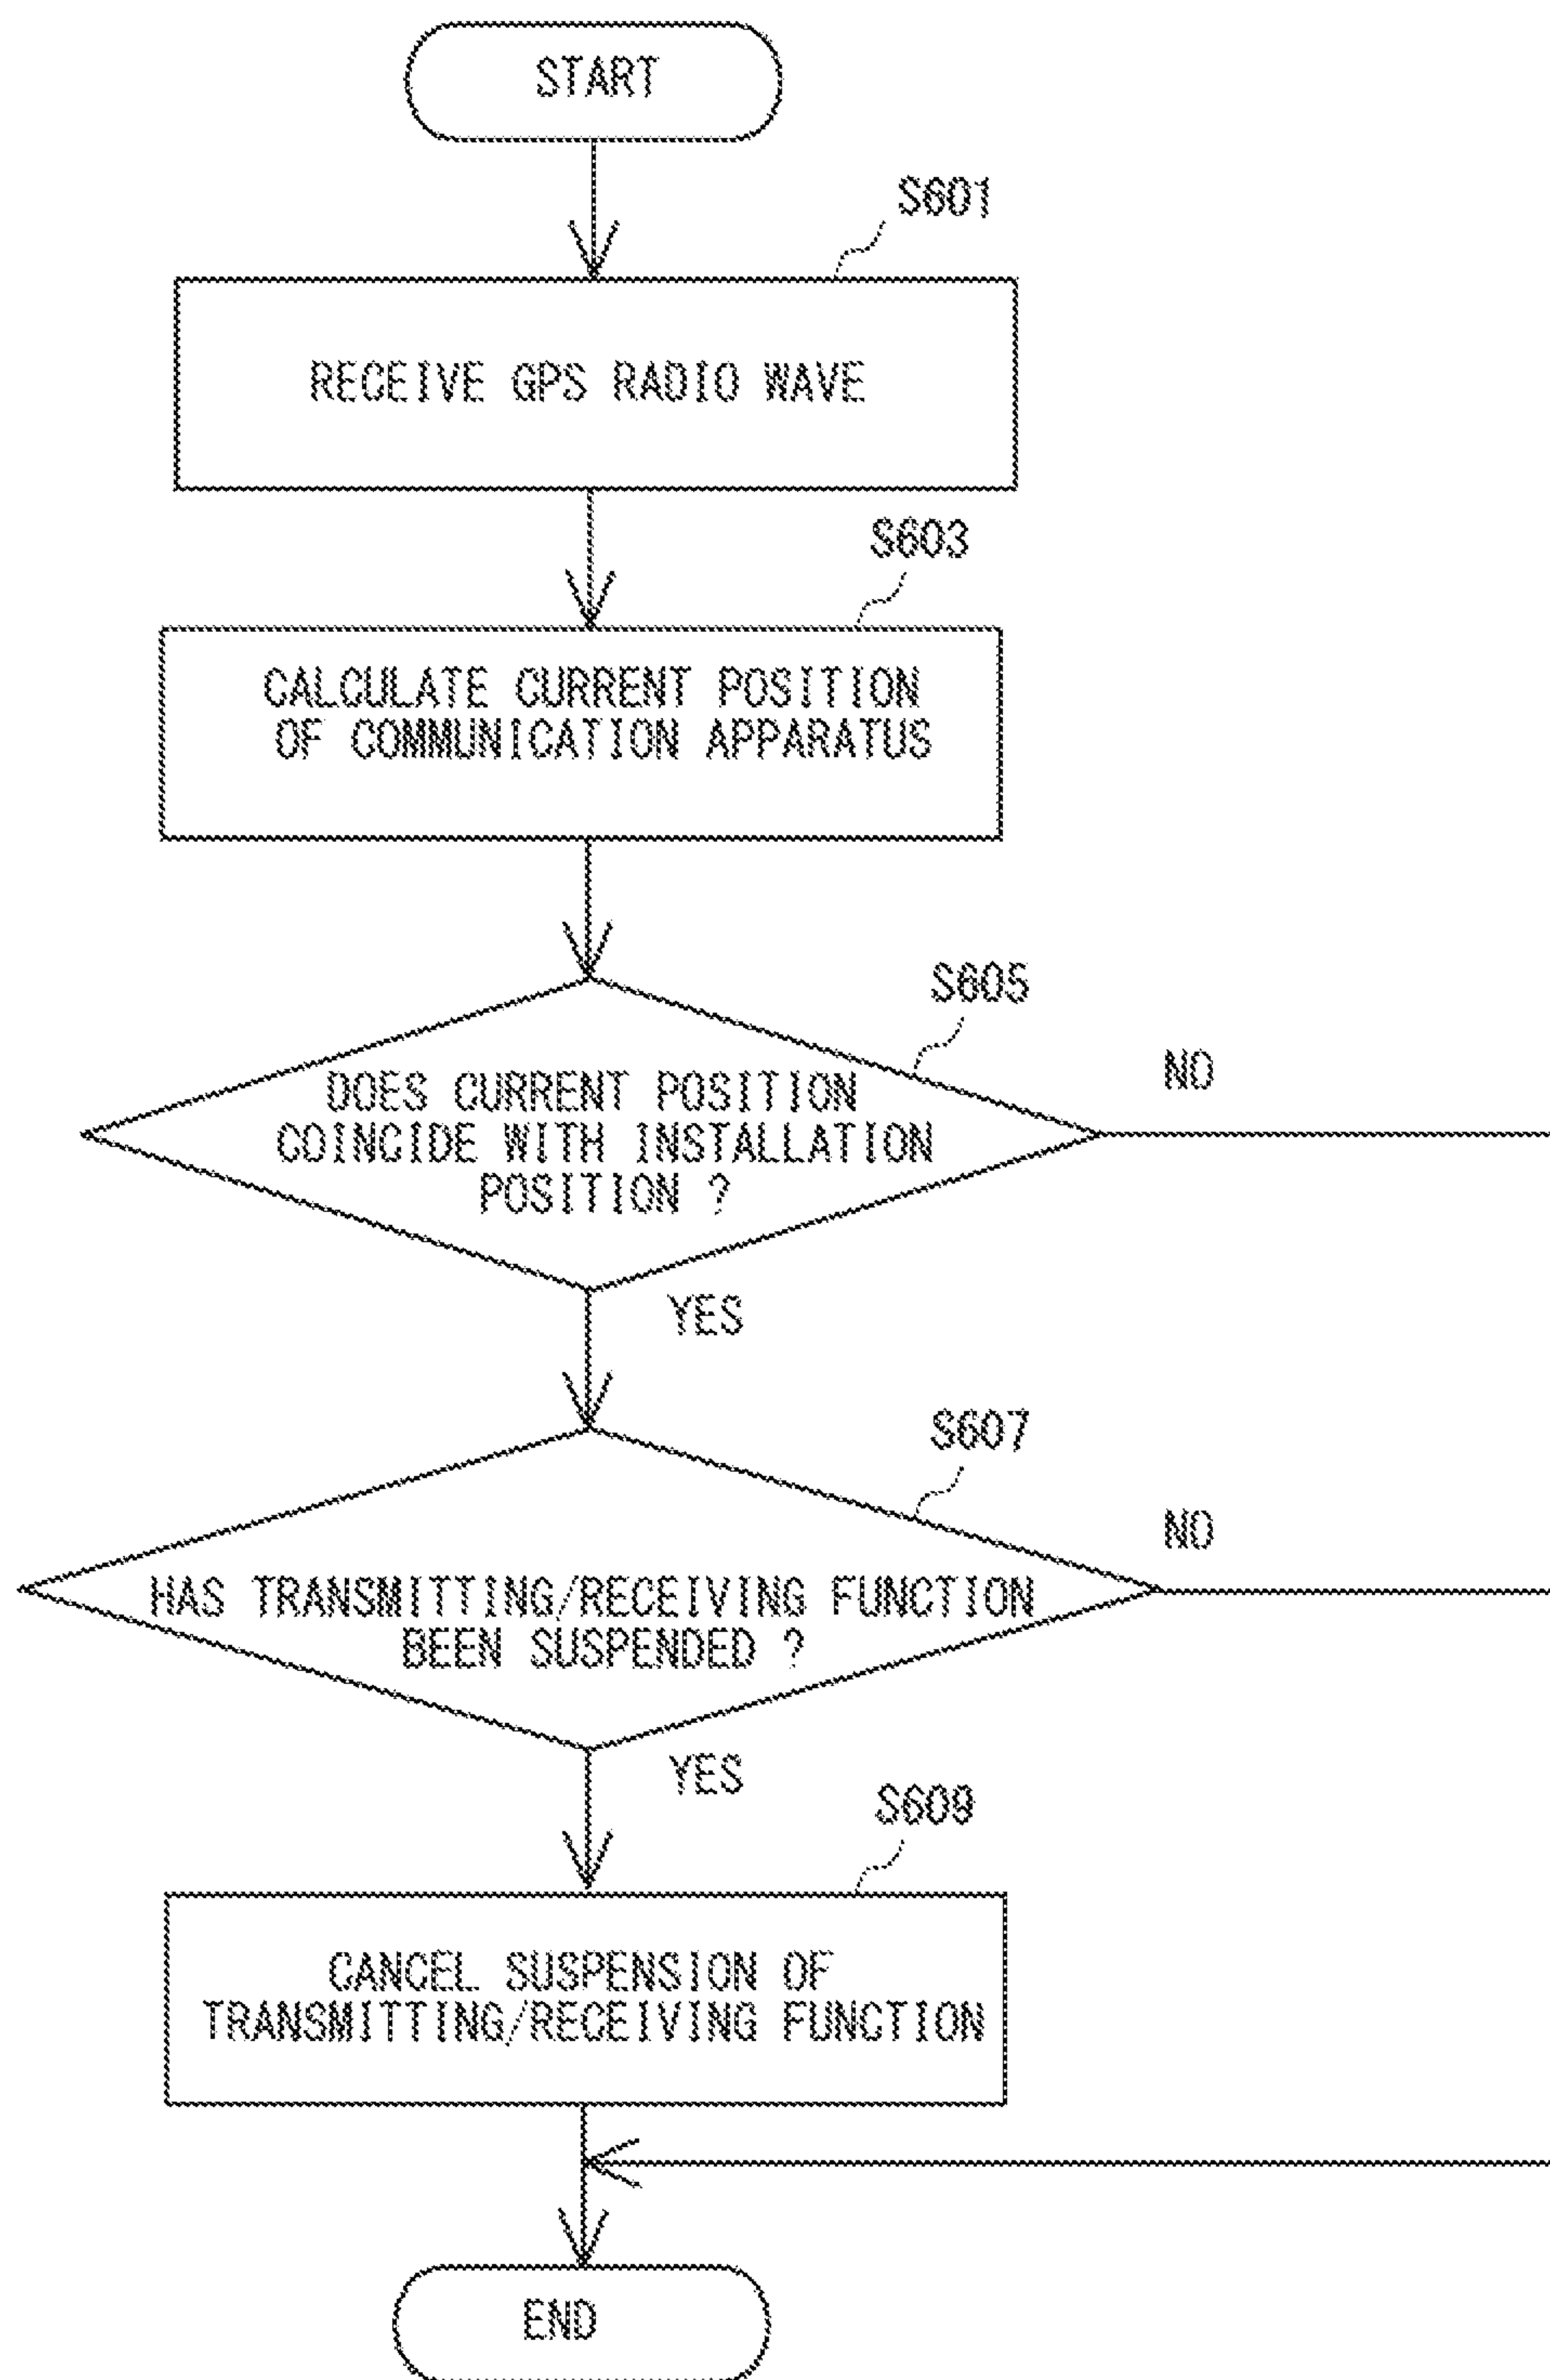 START
S601
RECEIVE GPS RADIO WAVE
S603
CALCULATE CURRENT POSITION
OF COMMUNICATION APPARATUS
S605
NO
DOES CURRENT POSITION
COINCIDE WITH INSTALLATION
POSITION ?
YES
S607
NO
HAS TRANSMITTING/RECEIVING FUNCTION
BEEN SUSPENDED ?
YES
S609
CANCEL SUSPENSION OF
TRANSMITTING/RECEIVING FUNCTION
END